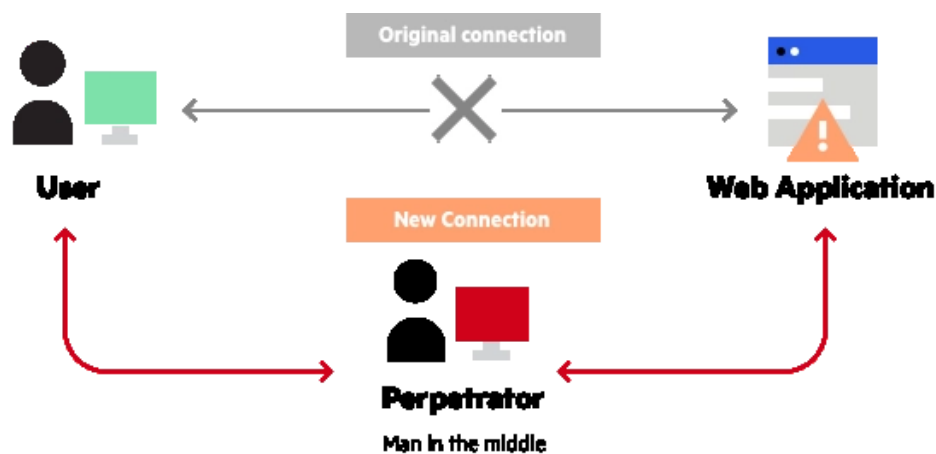 Original connection
User
Web Application
New Connection
Perpetrator
Man in the middle